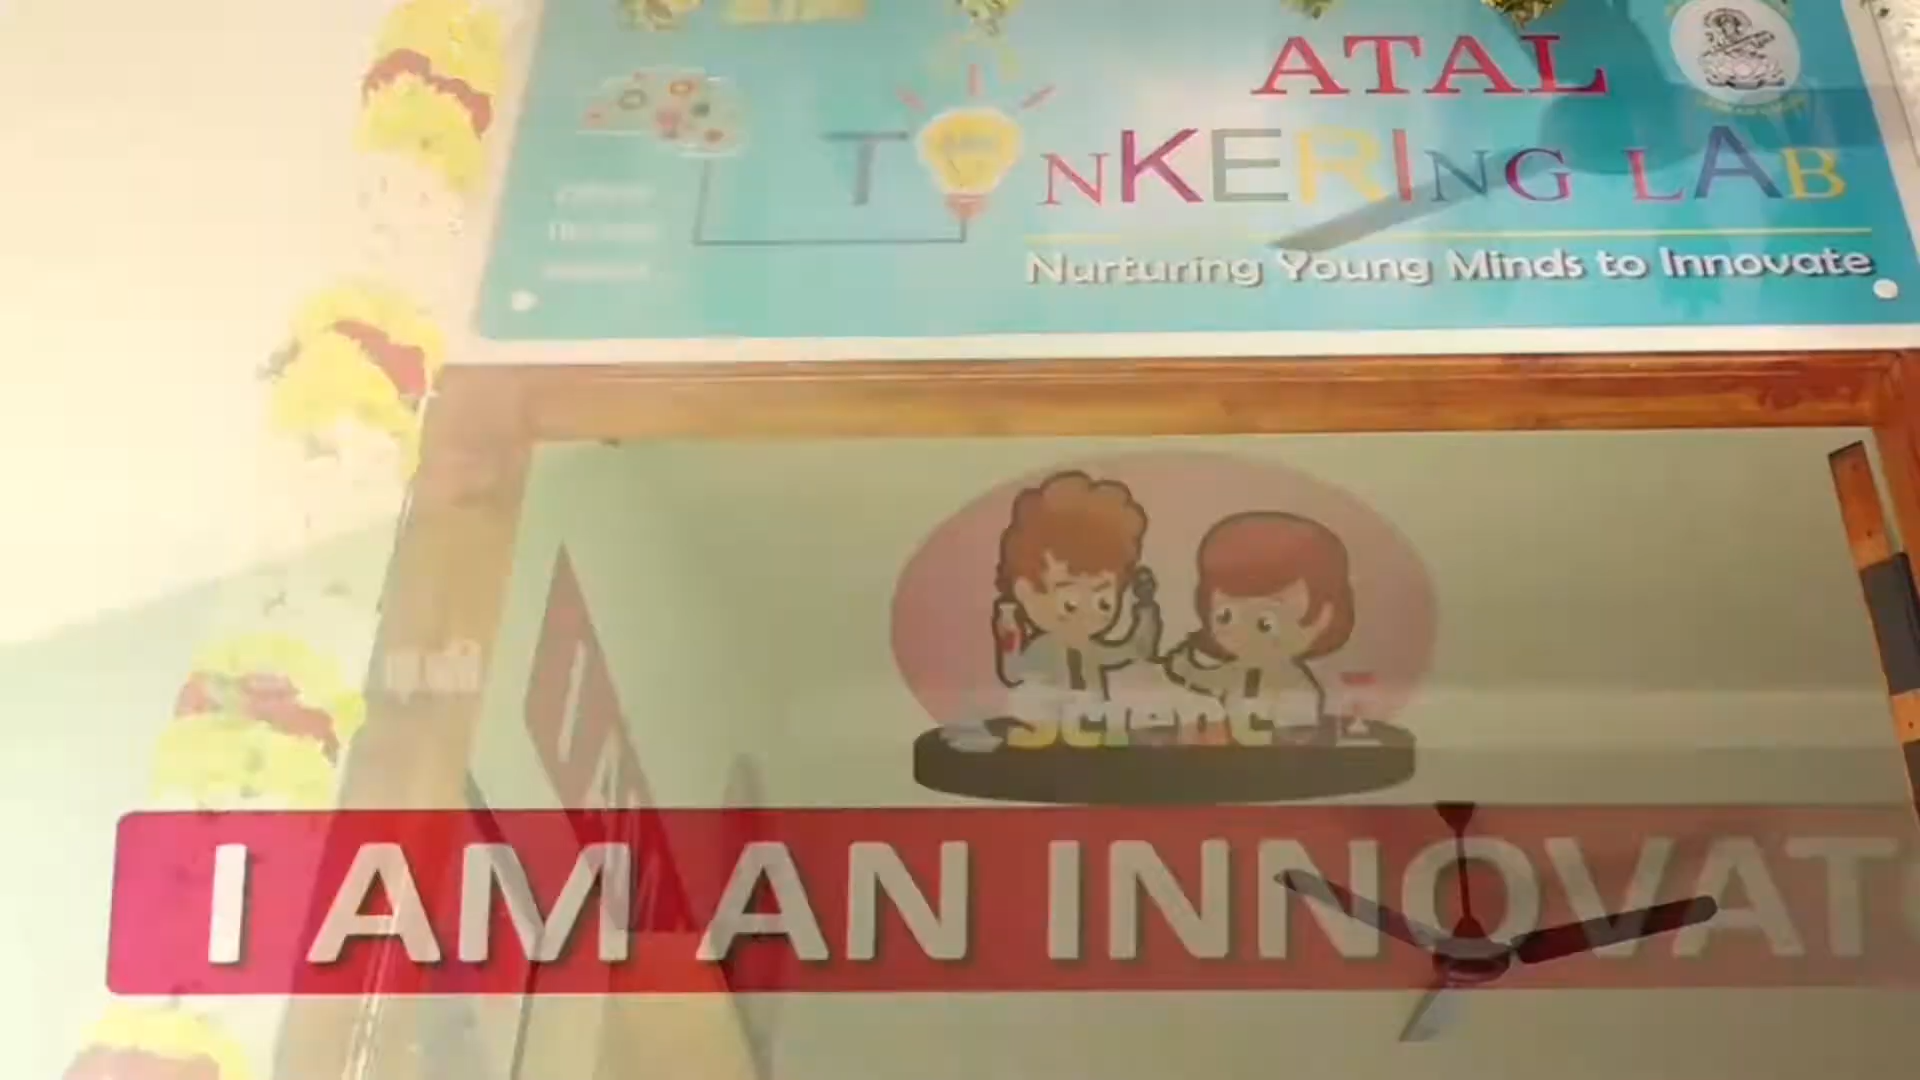 ATAL
TINKERING LAB
Nurturing Young Minds to Innovate
Science
I AM AN INNOVAT